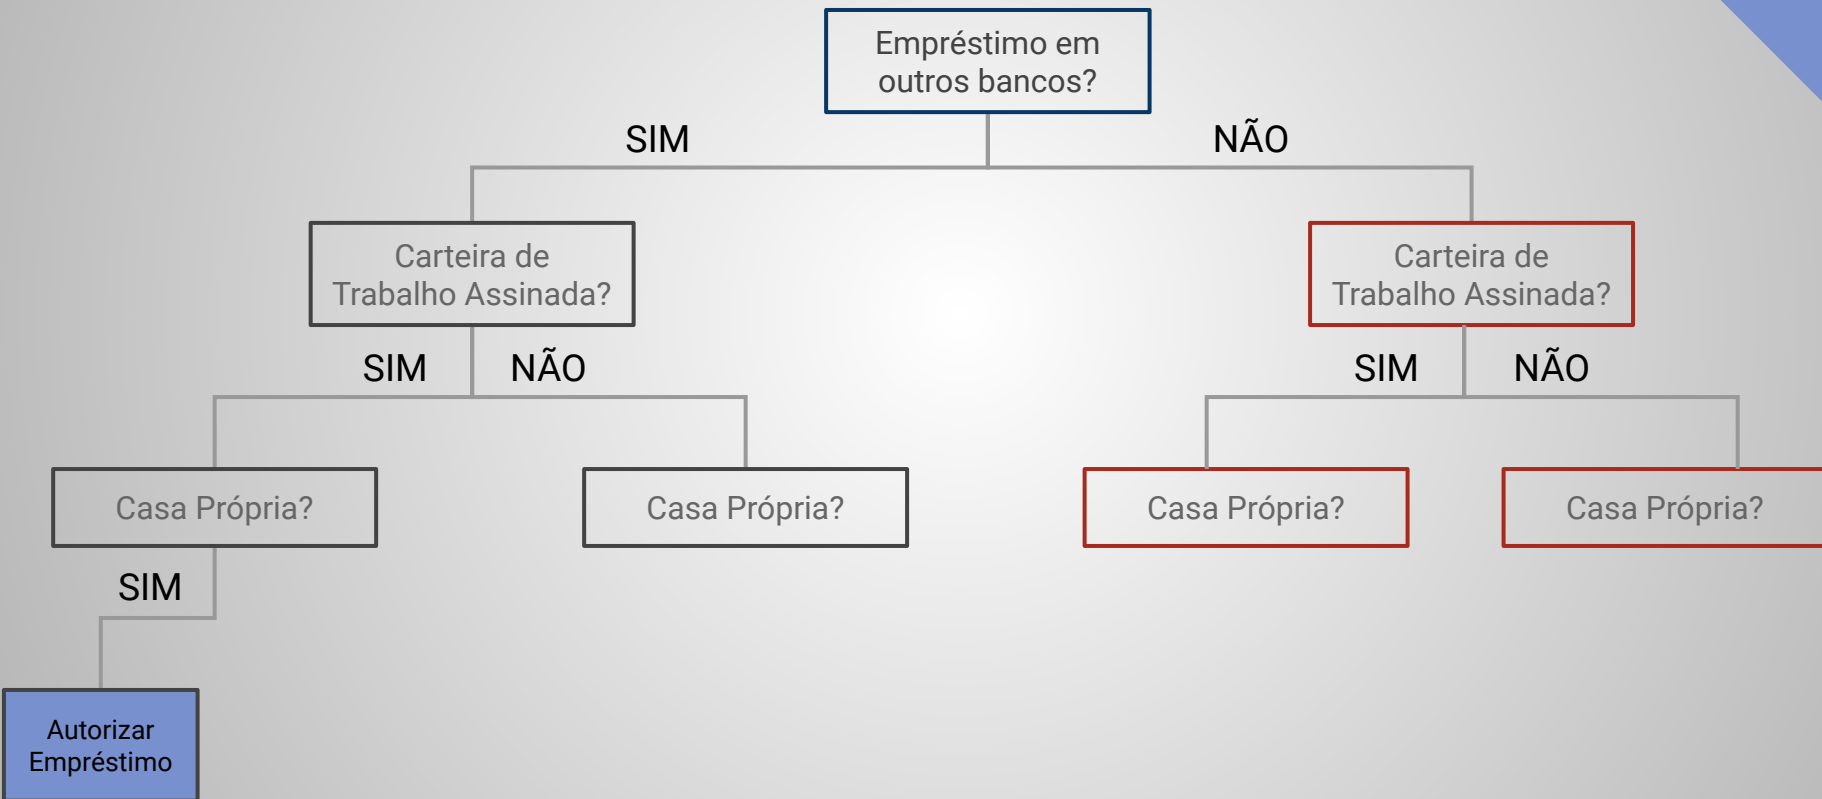 Empréstimo em
outros bancos?
SIM
NÃO
Carteira de
Trabalho Assinada?
Carteira de
Trabalho Assinada?
SIM
NÃO
SIM
NÃO
Casa Própria?
Casa Própria?
Casa Própria?
Casa Própria?
SIM
Autorizar
Empréstimo